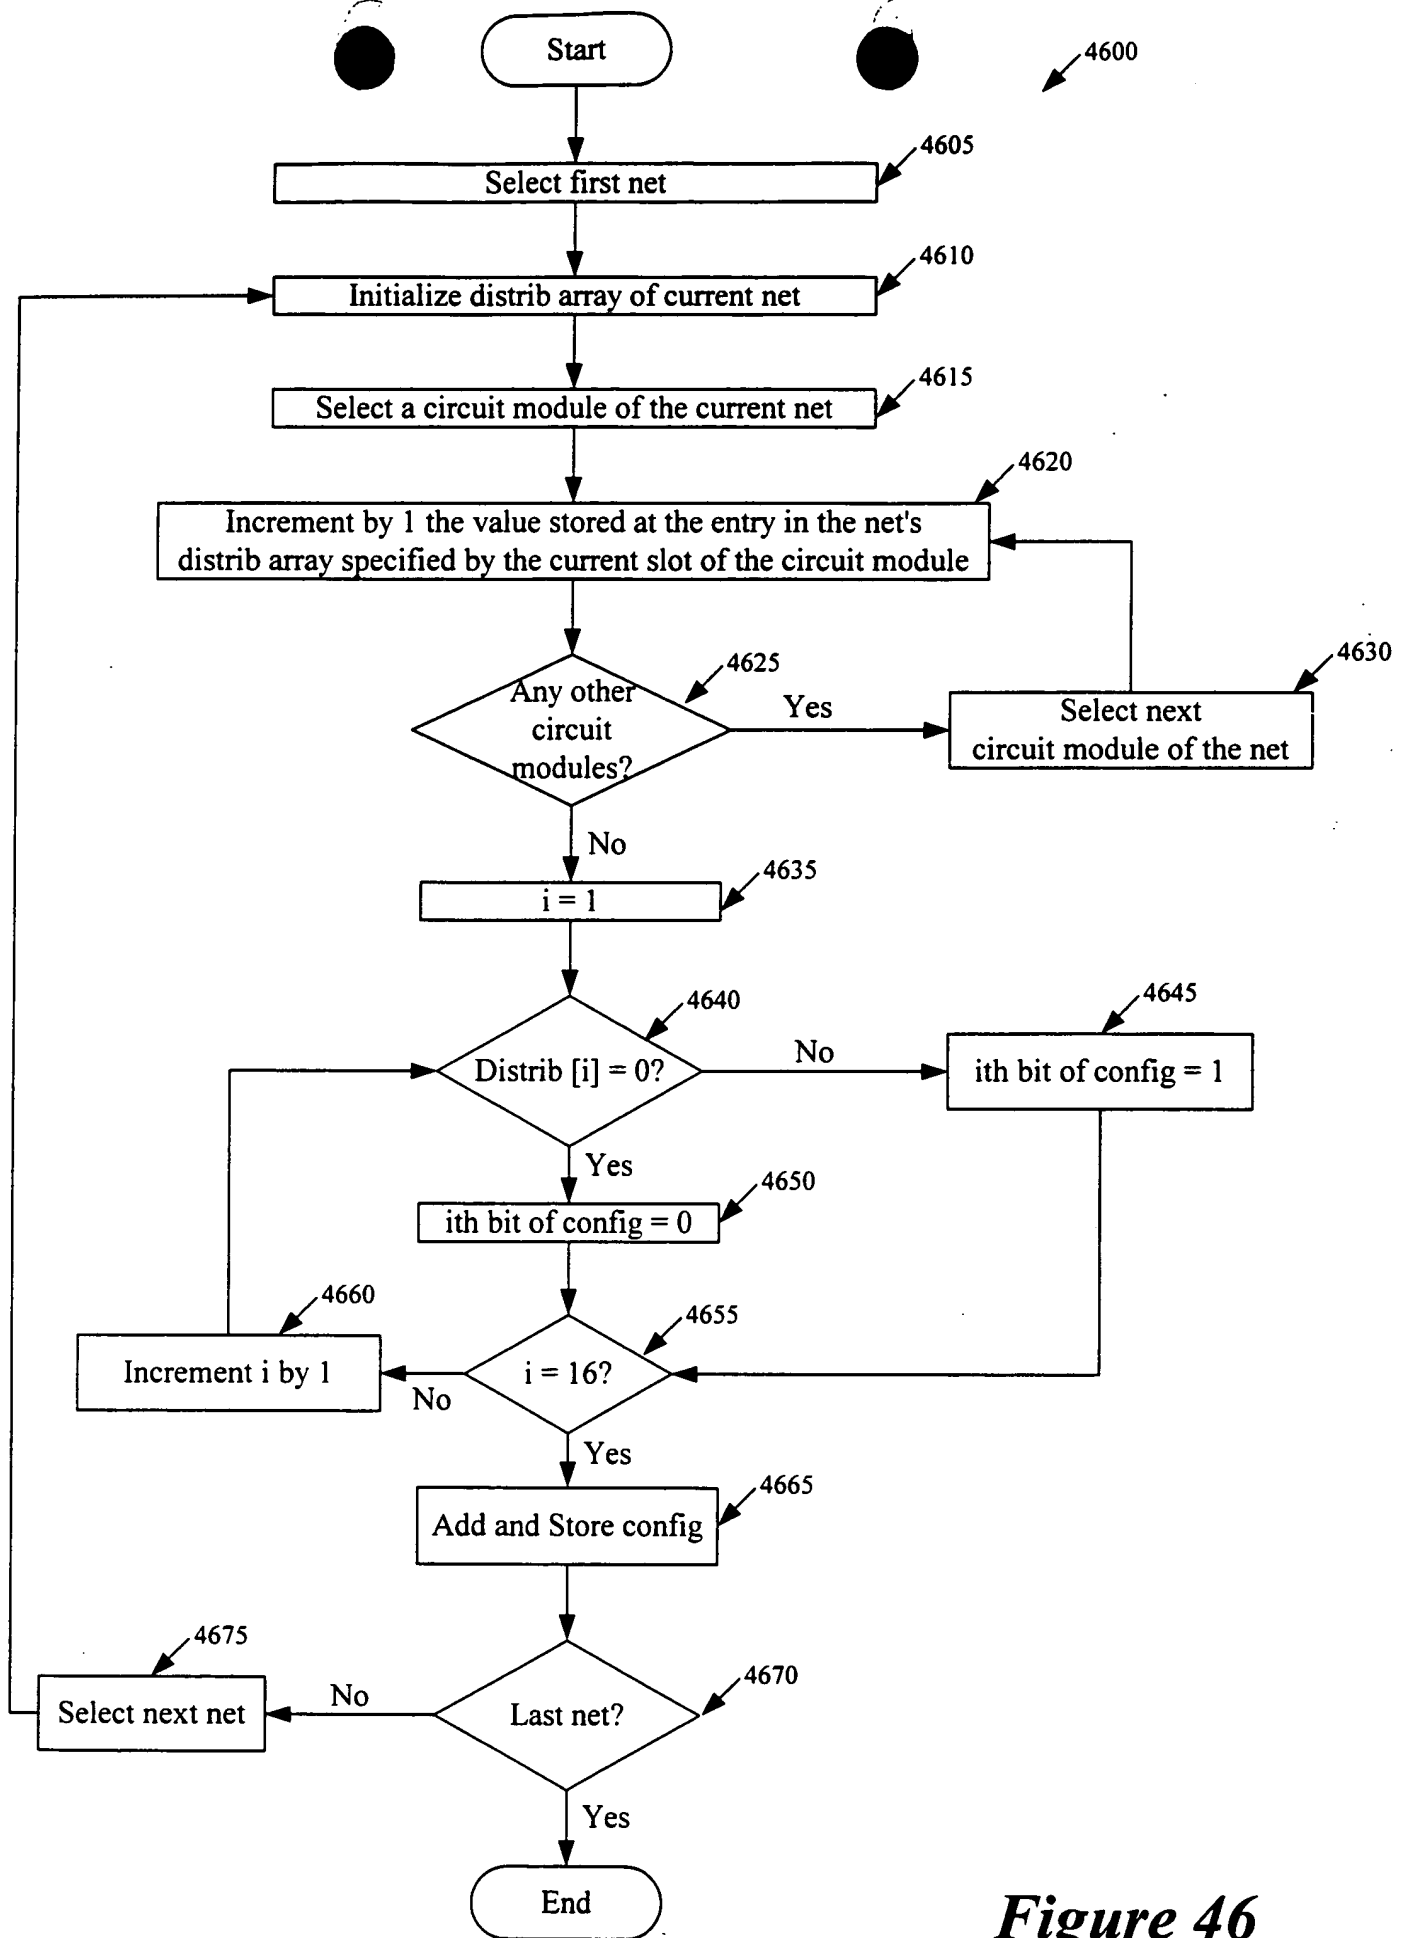 Start
4600
4605
Select first net
4610
Initialize distrib array of current net
4615
Select a circuit module of the current net
4620
Increment by 1 the value stored at the entry in the net's
distrib array specified by the current slot of the circuit module
4625
4630
Any other
circuit
modules?
Yes
Select next
circuit module of the net
No
4635
i = 1
4640
4645
Distrib [i] = 0?
No
ith bit of config = 1
Yes
4650
ith bit of config = 0
4660
4655
Increment i by 1
No
i = 16?
Yes
4665
Add and Store config
4675
4670
Select next net
No
Last net?
Yes
End
Figure 46